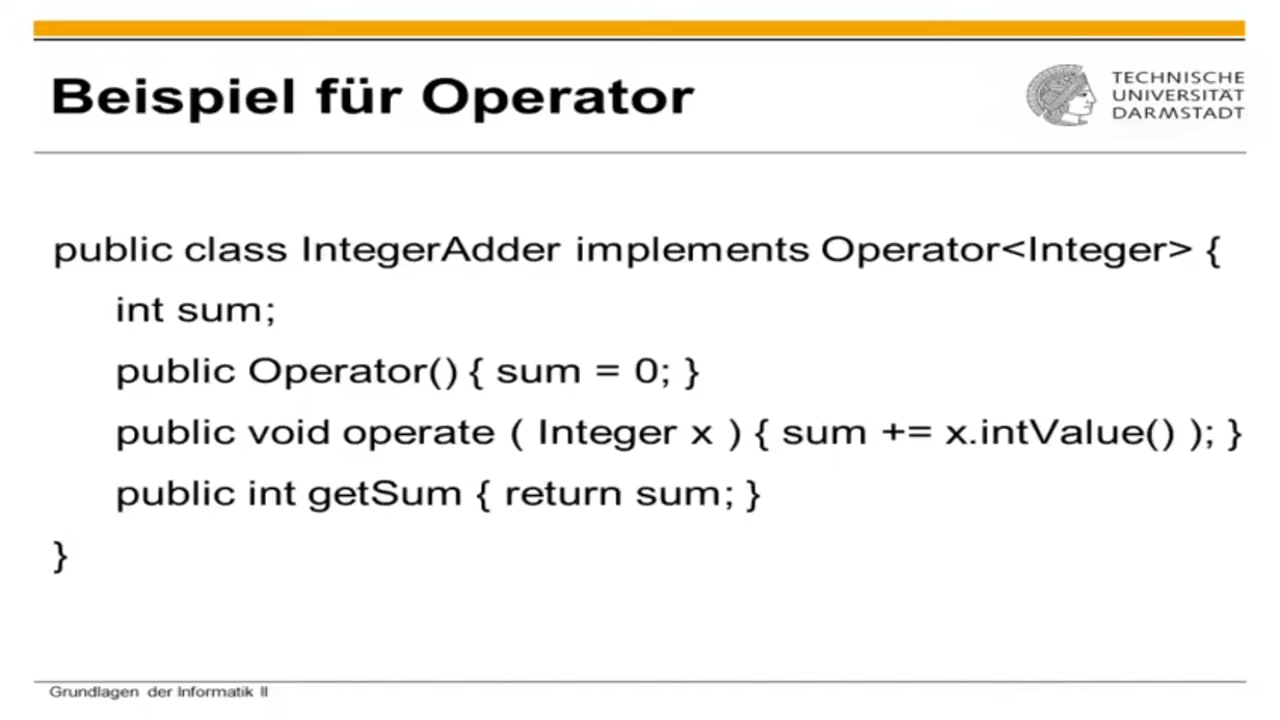 Beispiel für Operator
TECHNISCHE
UNIVERSITÄT
DARMSTADT
public class IntegerAdder implements Operator<Integer> {
int sum;
public Operator() { sum = 0; }
public void operate ( Integer x ) { sum += x.intValue() ); }
public int getSum { return sum; }
}
Grundlagen der Informatik II